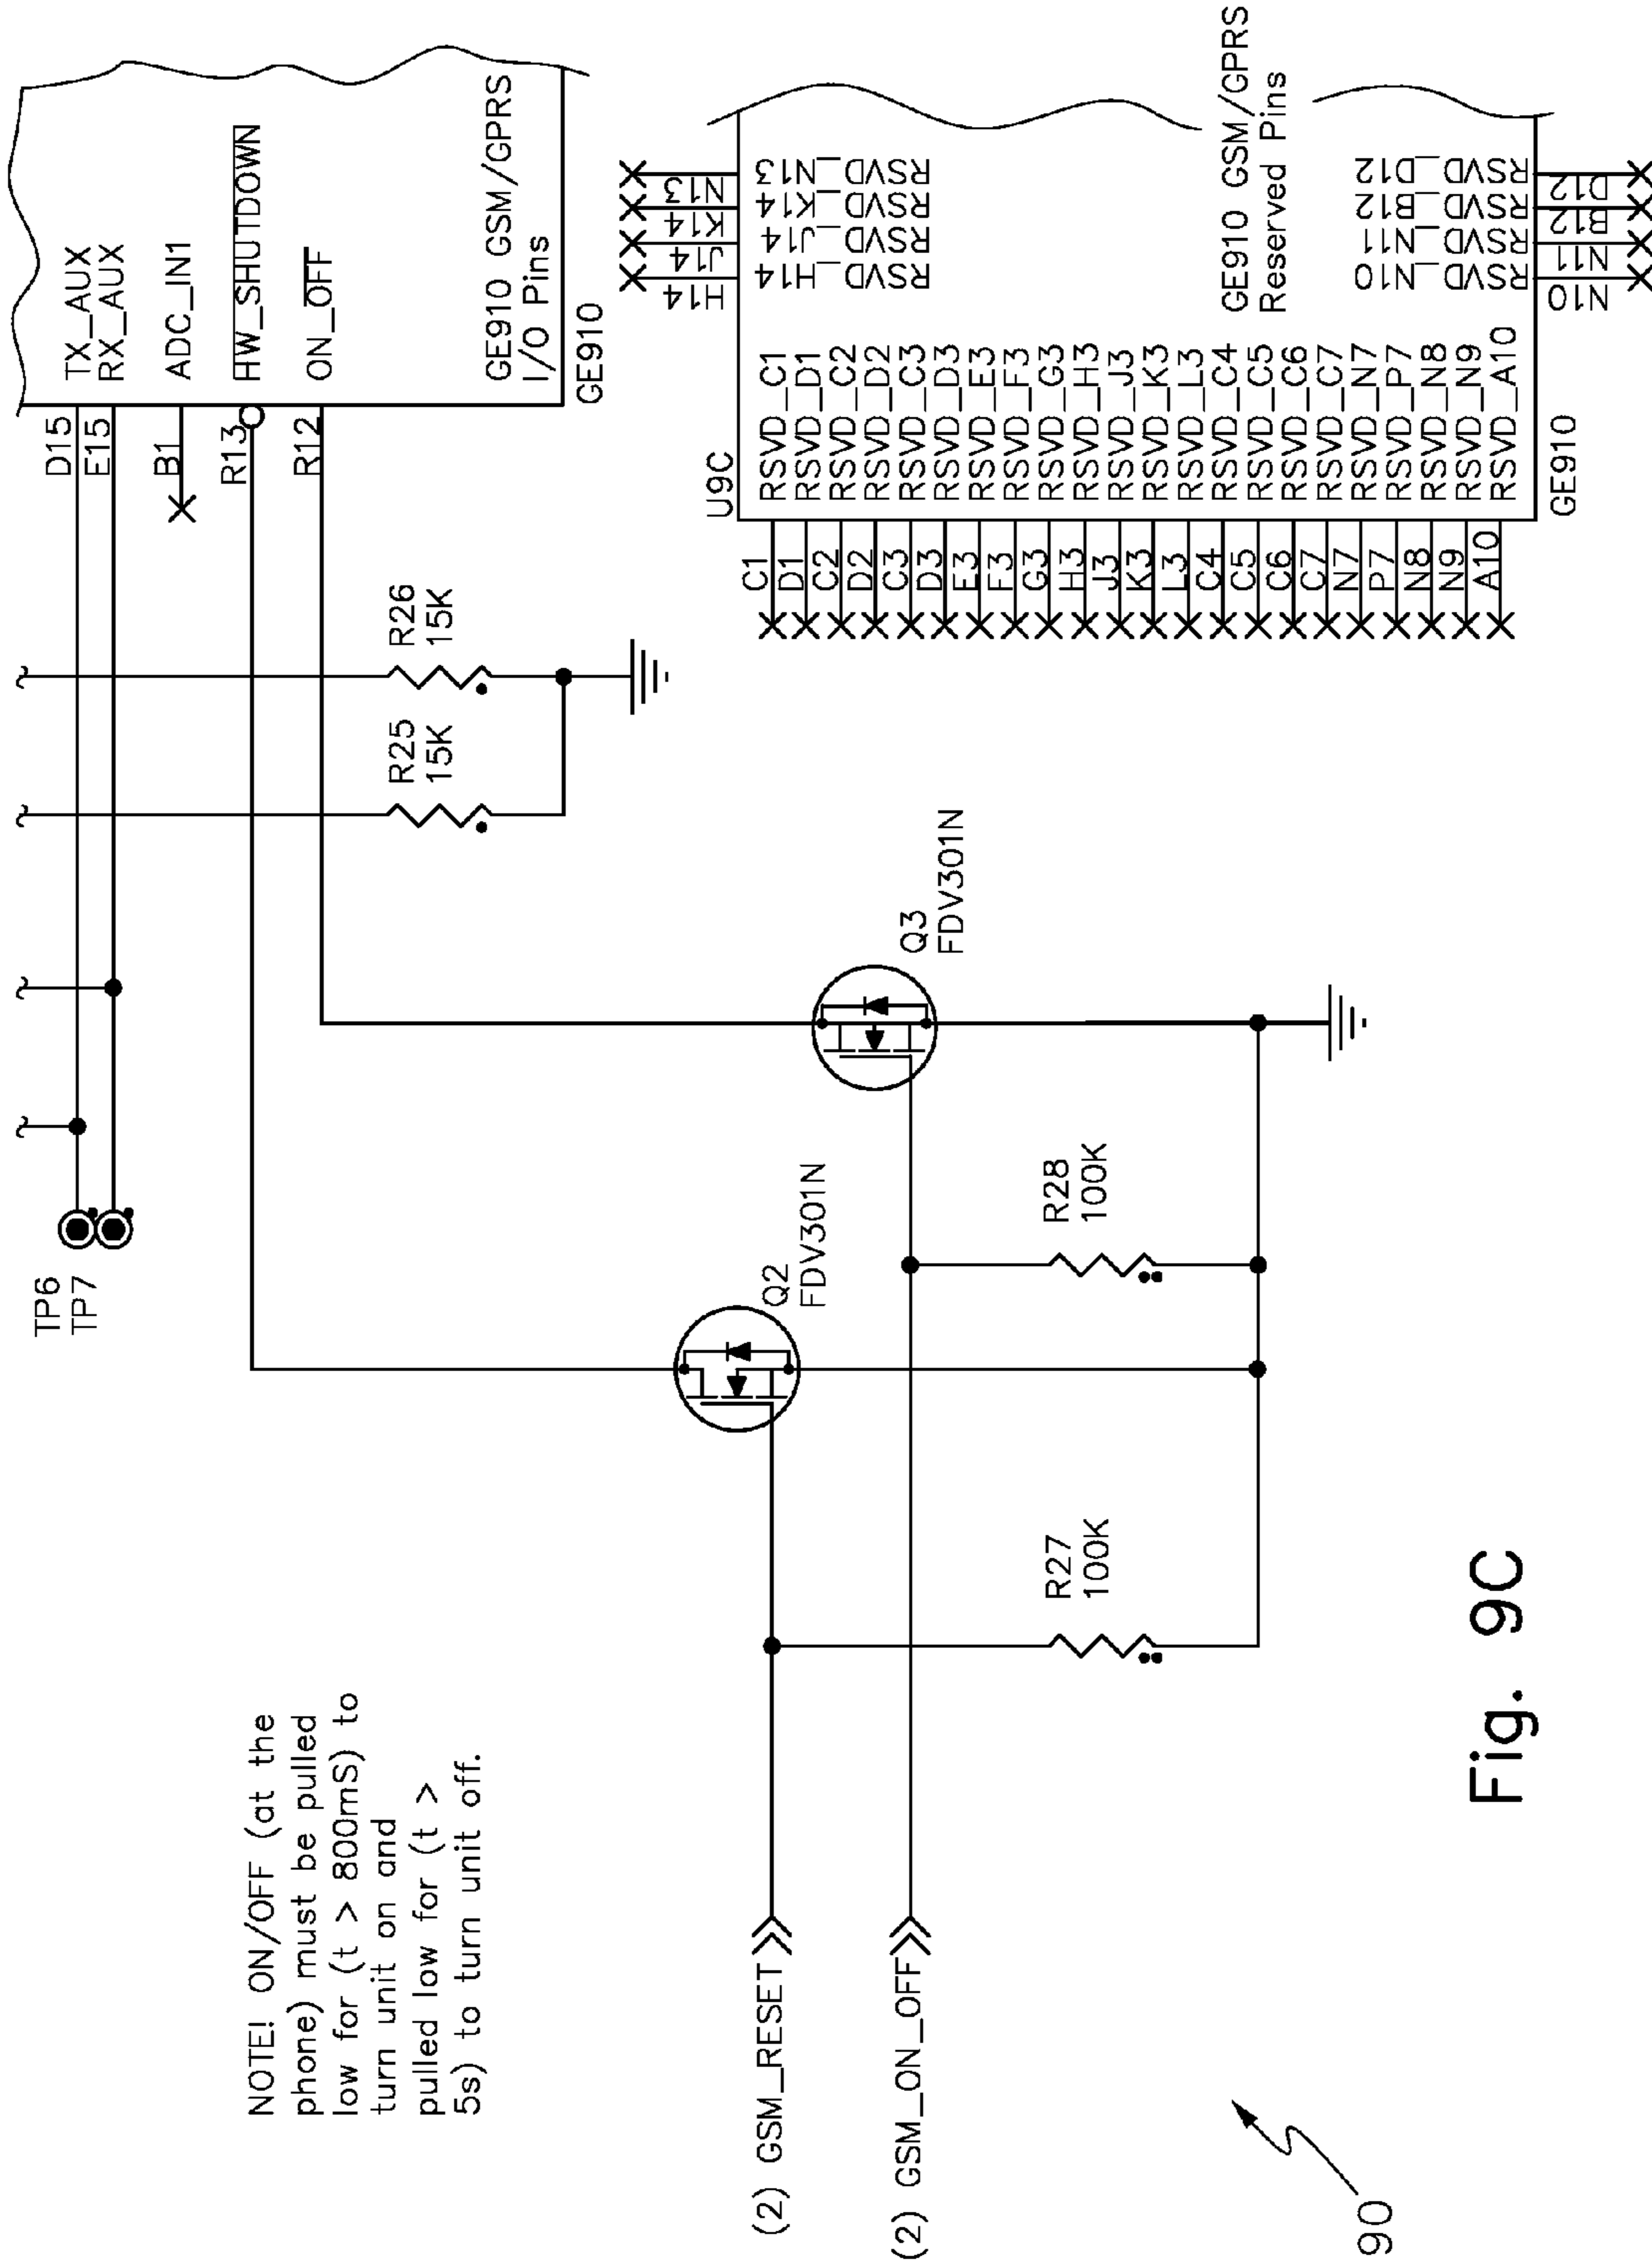 NOTE! ON/OFF (at the
phone) must be pulled
low for (t > 800mS) to
turn unit on and
pulled low for (t >
5s) to turn unit off.
TP6
TP7
D15
TX_AUX
E15
RX_AUX
B1
ADC_IN1
R13
HW_SHUTDOWN
R12
ON_OFF
GE910 GSM/GPRS
I/O Pins
GE910
R25
15K
R26
15K
Q2
FDV301N
Q3
FDV301N
(2) GSM_RESET
(2) GSM_ON_OFF
R27
100K
R28
100K
U9C
H14
J14
K14
N13
RSVD_H14
RSVD_J14
RSVD_K14
RSVD_N13
C1
RSVD_C1
D1
RSVD_D1
C2
RSVD_C2
D2
RSVD_D2
C3
RSVD_C3
D3
RSVD_D3
E3
RSVD_E3
F3
RSVD_F3
G3
RSVD_G3
H3
RSVD_H3
J3
RSVD_J3
K3
RSVD_K3
L3
RSVD_L3
C4
RSVD_C4
C5
RSVD_C5
C6
RSVD_C6
C7
RSVD_C7
N7
RSVD_N7
P7
RSVD_P7
N8
RSVD_N8
N9
RSVD_N9
A10
RSVD_A10
GE910 GSM/GPRS
Reserved Pins
RSVD_N10
RSVD_N11
RSVD_B12
RSVD_D12
N10
N11
B12
D12
GE910
90
Fig. 9C